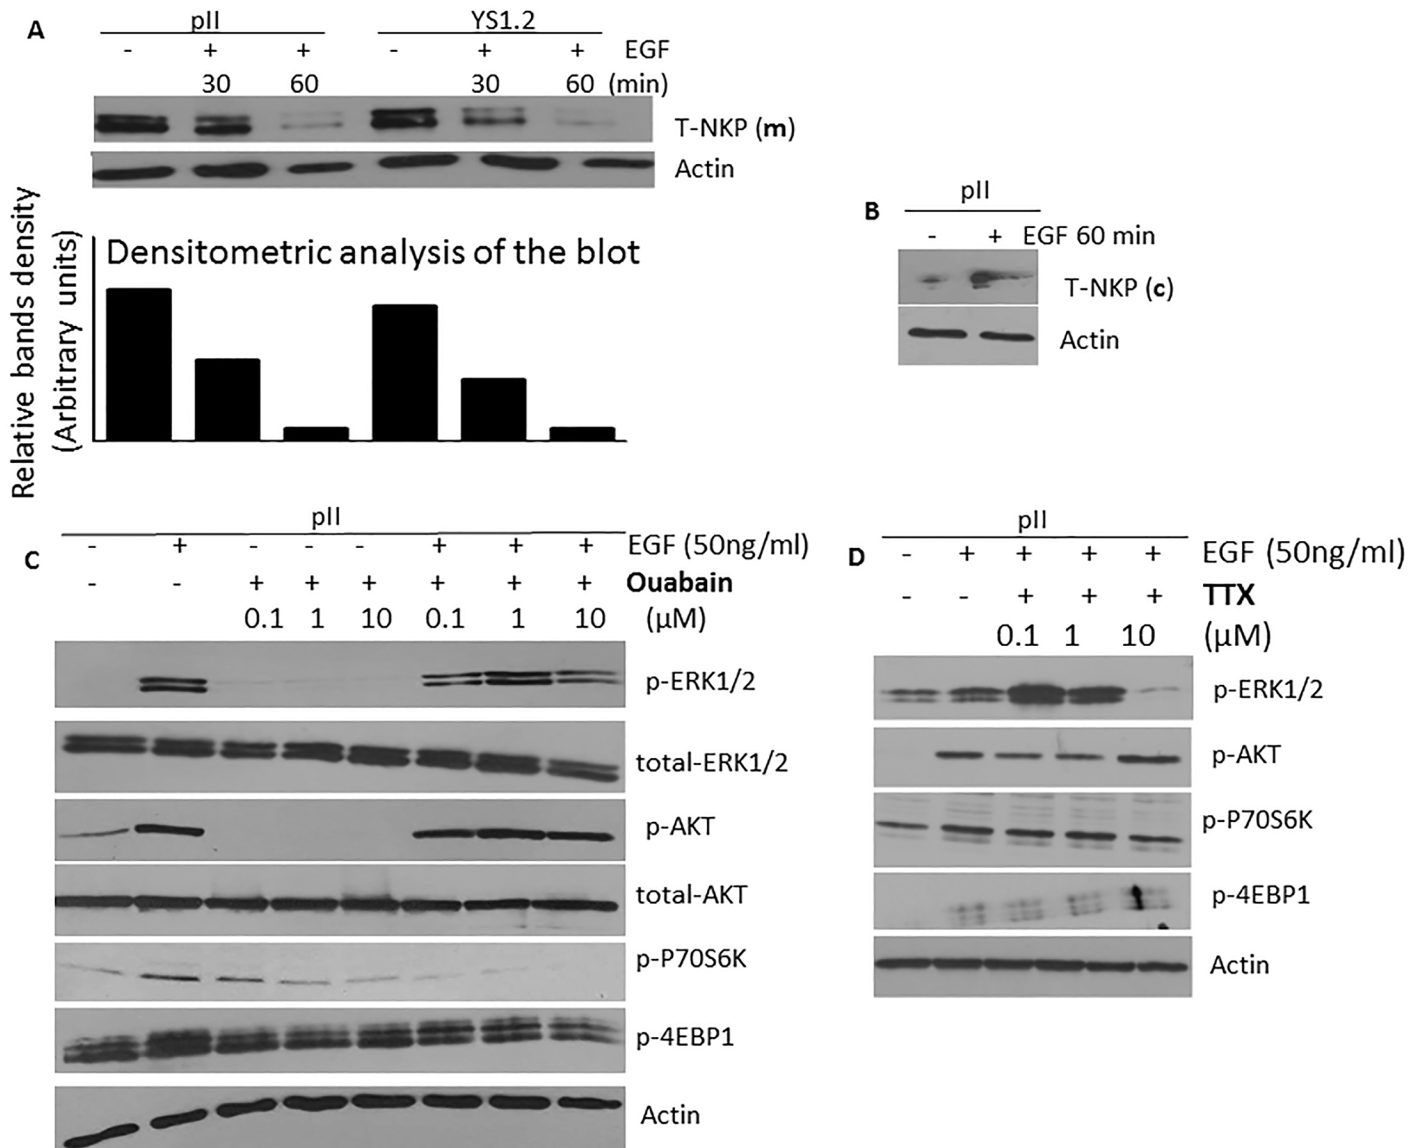 A
pII YS1.2
- + + - + + EGF
30 60 30 60 (min)
T-NKP (m)
Actin
Relative bands density
(Arbitrary units)
Densitometric analysis of the blot
B
pII
- + EGF 60 min
T-NKP (c)
Actin
C
pII
- + - - - + + + EGF (50ng/ml)
- - + + + + + + Ouabain
0.1 1 10 0.1 1 10 (µM)
p-ERK1/2
total-ERK1/2
p-AKT
total-AKT
p-P70S6K
p-4EBP1
Actin
D
pII
- + + + + EGF (50ng/ml)
- - + + + TTX
0.1 1 10 (µM)
p-ERK1/2
p-AKT
p-P70S6K
p-4EBP1
Actin